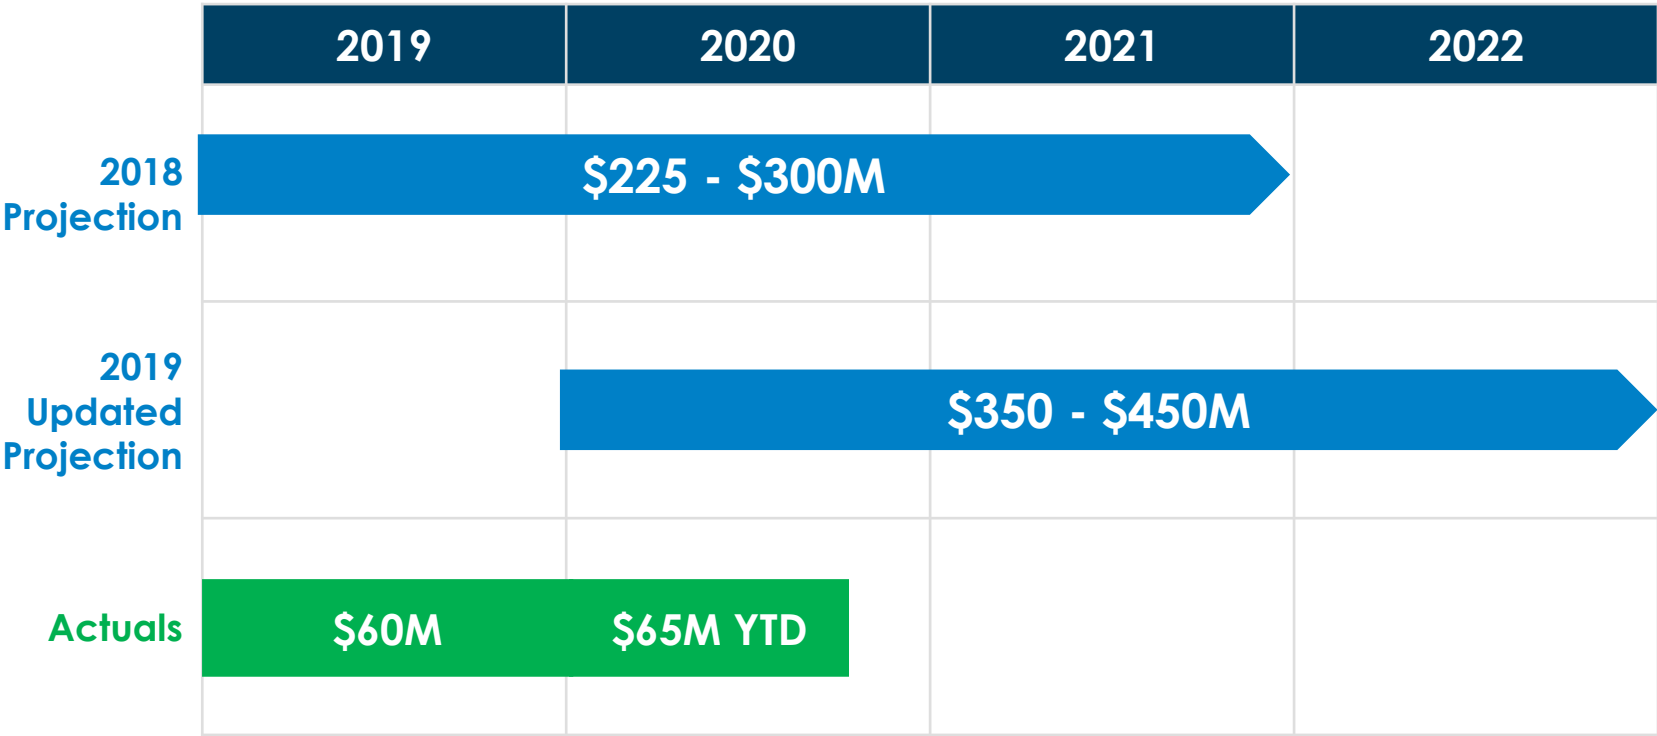 2019 2020 2021 2022
2018
Projection
$225 - $300M
2019
Updated
Projection
$350 - $450M
Actuals
$60M
$65M YTD